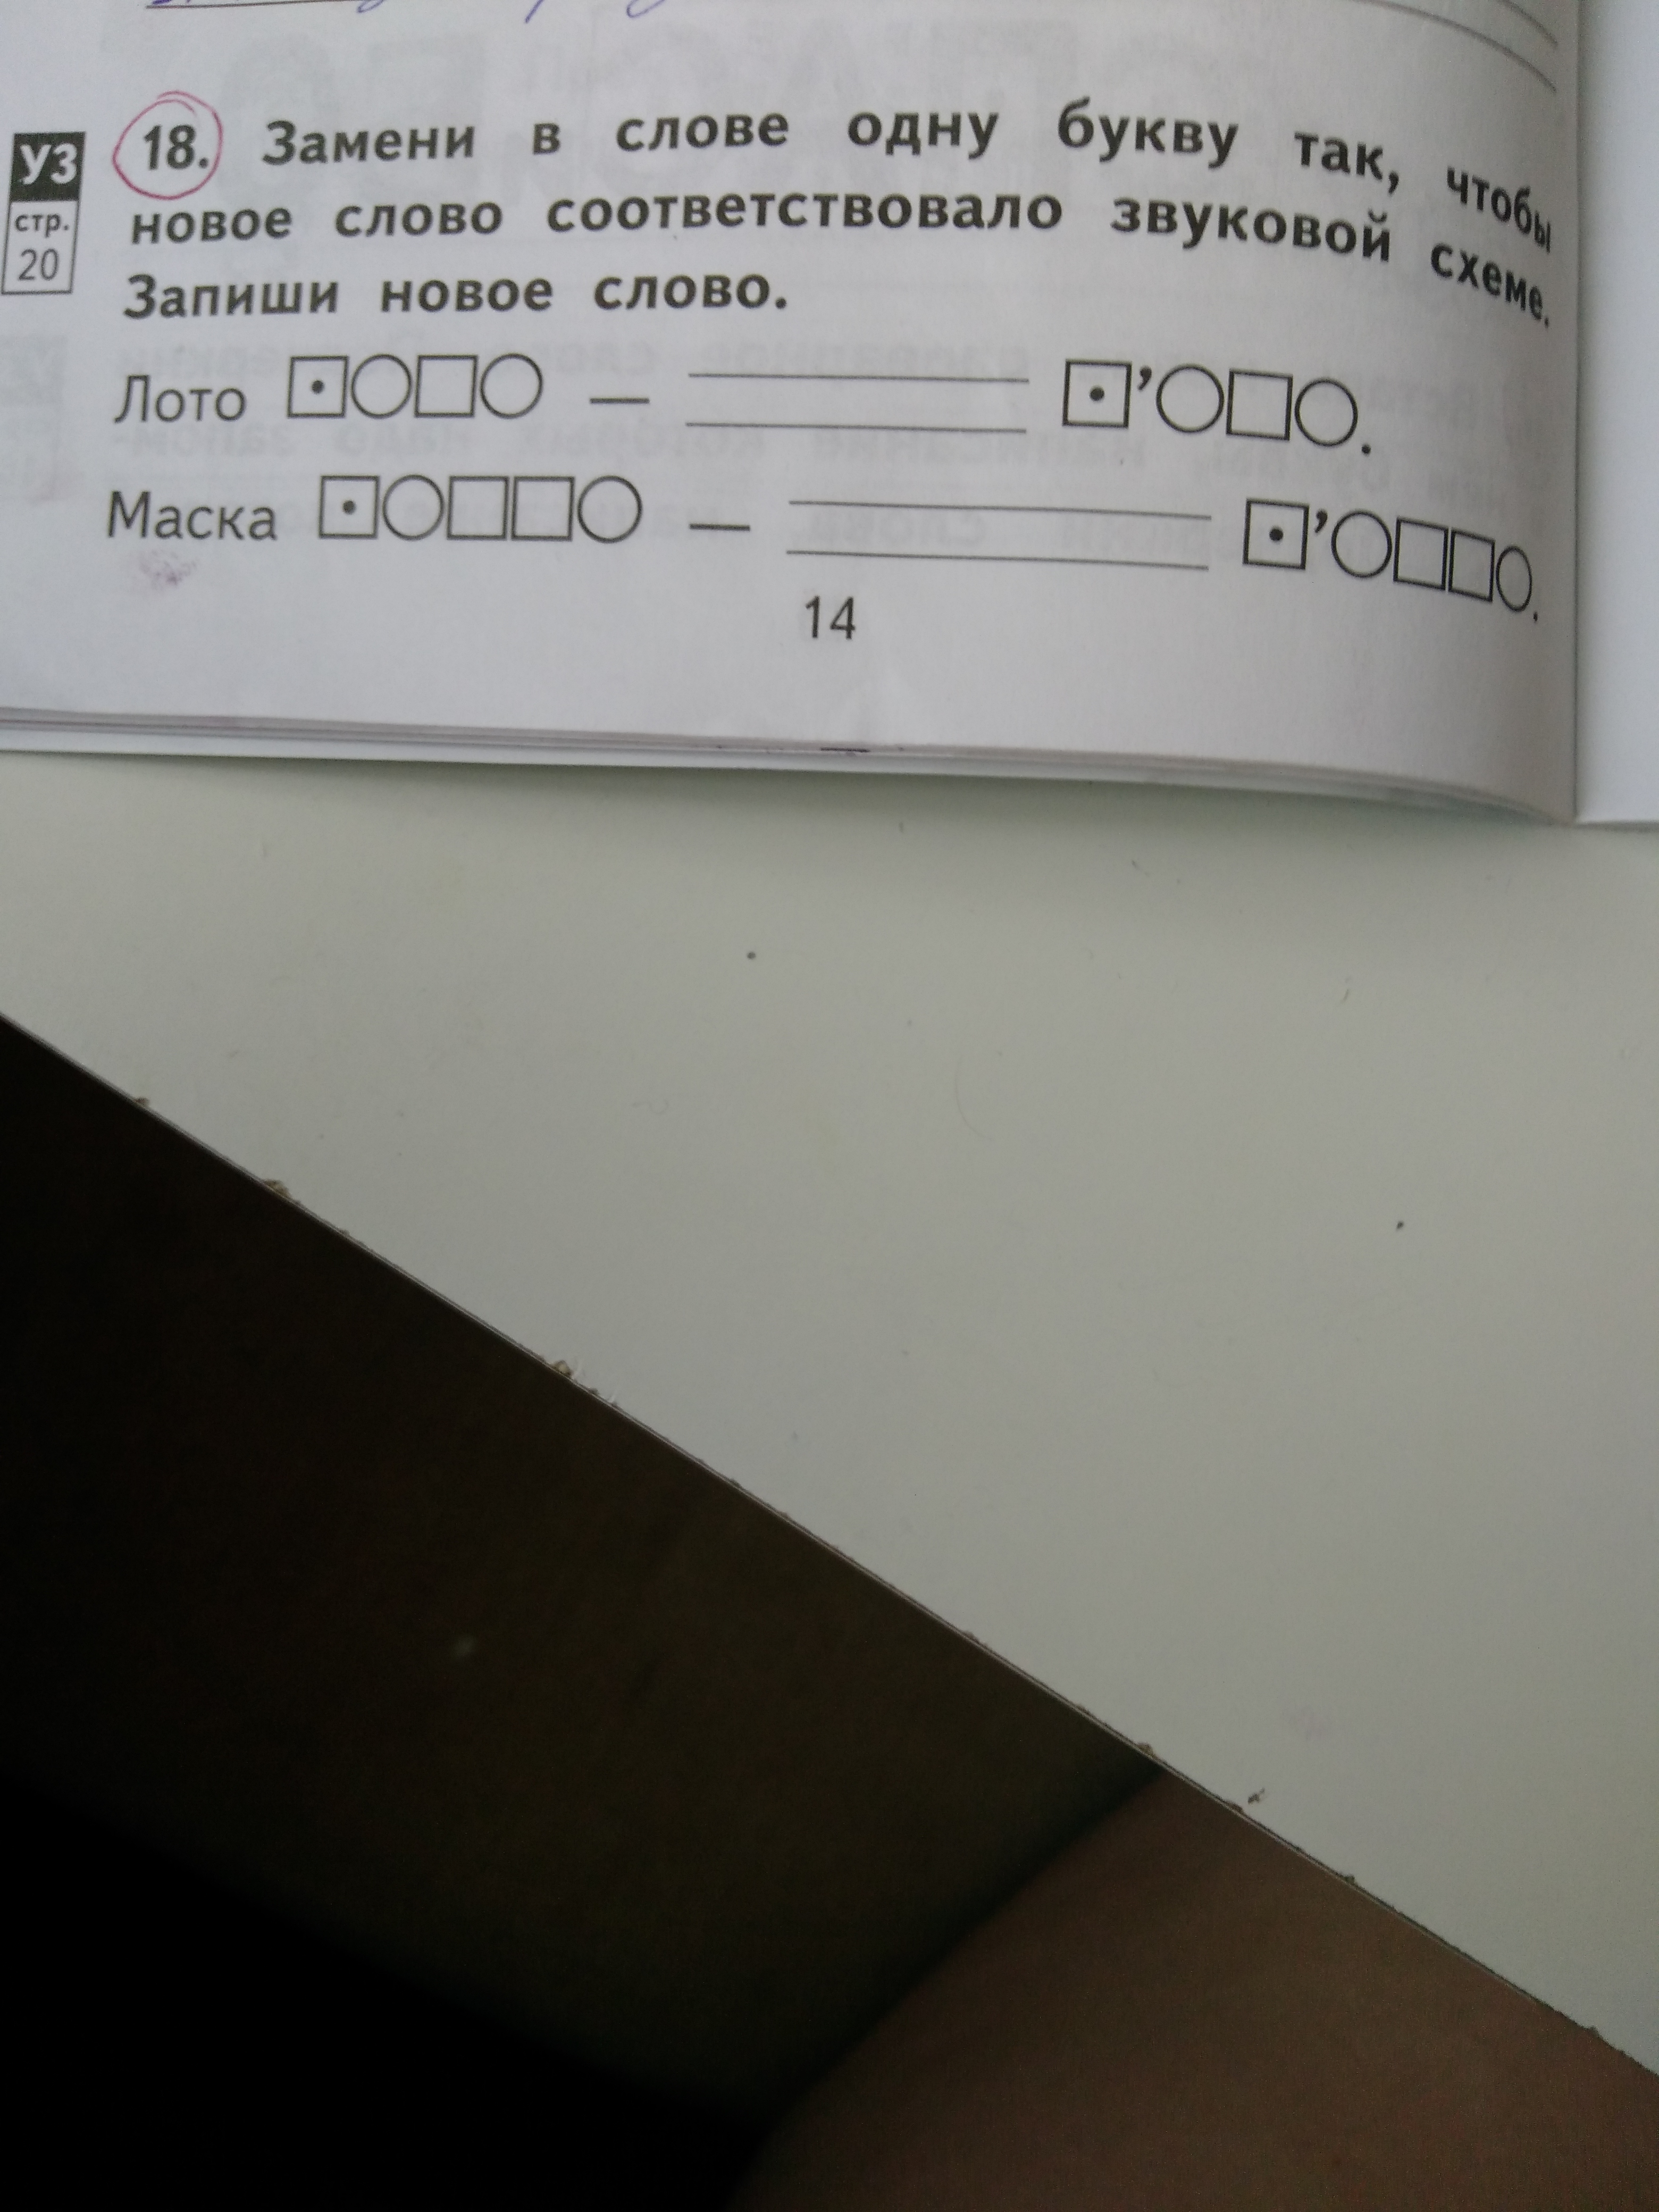 УЗ
стр.
20
18. Замени в слове одну букву так, чтобы
новое слово соответствовало звуковой схеме.
Запиши новое слово.
Лото —
Маска —
14